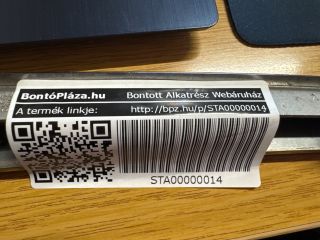 BontóPláza.hu Bontott Alkatrész Webáruház
A termék linkje: http://bpz.hu/p/STA00000014
STA00000014